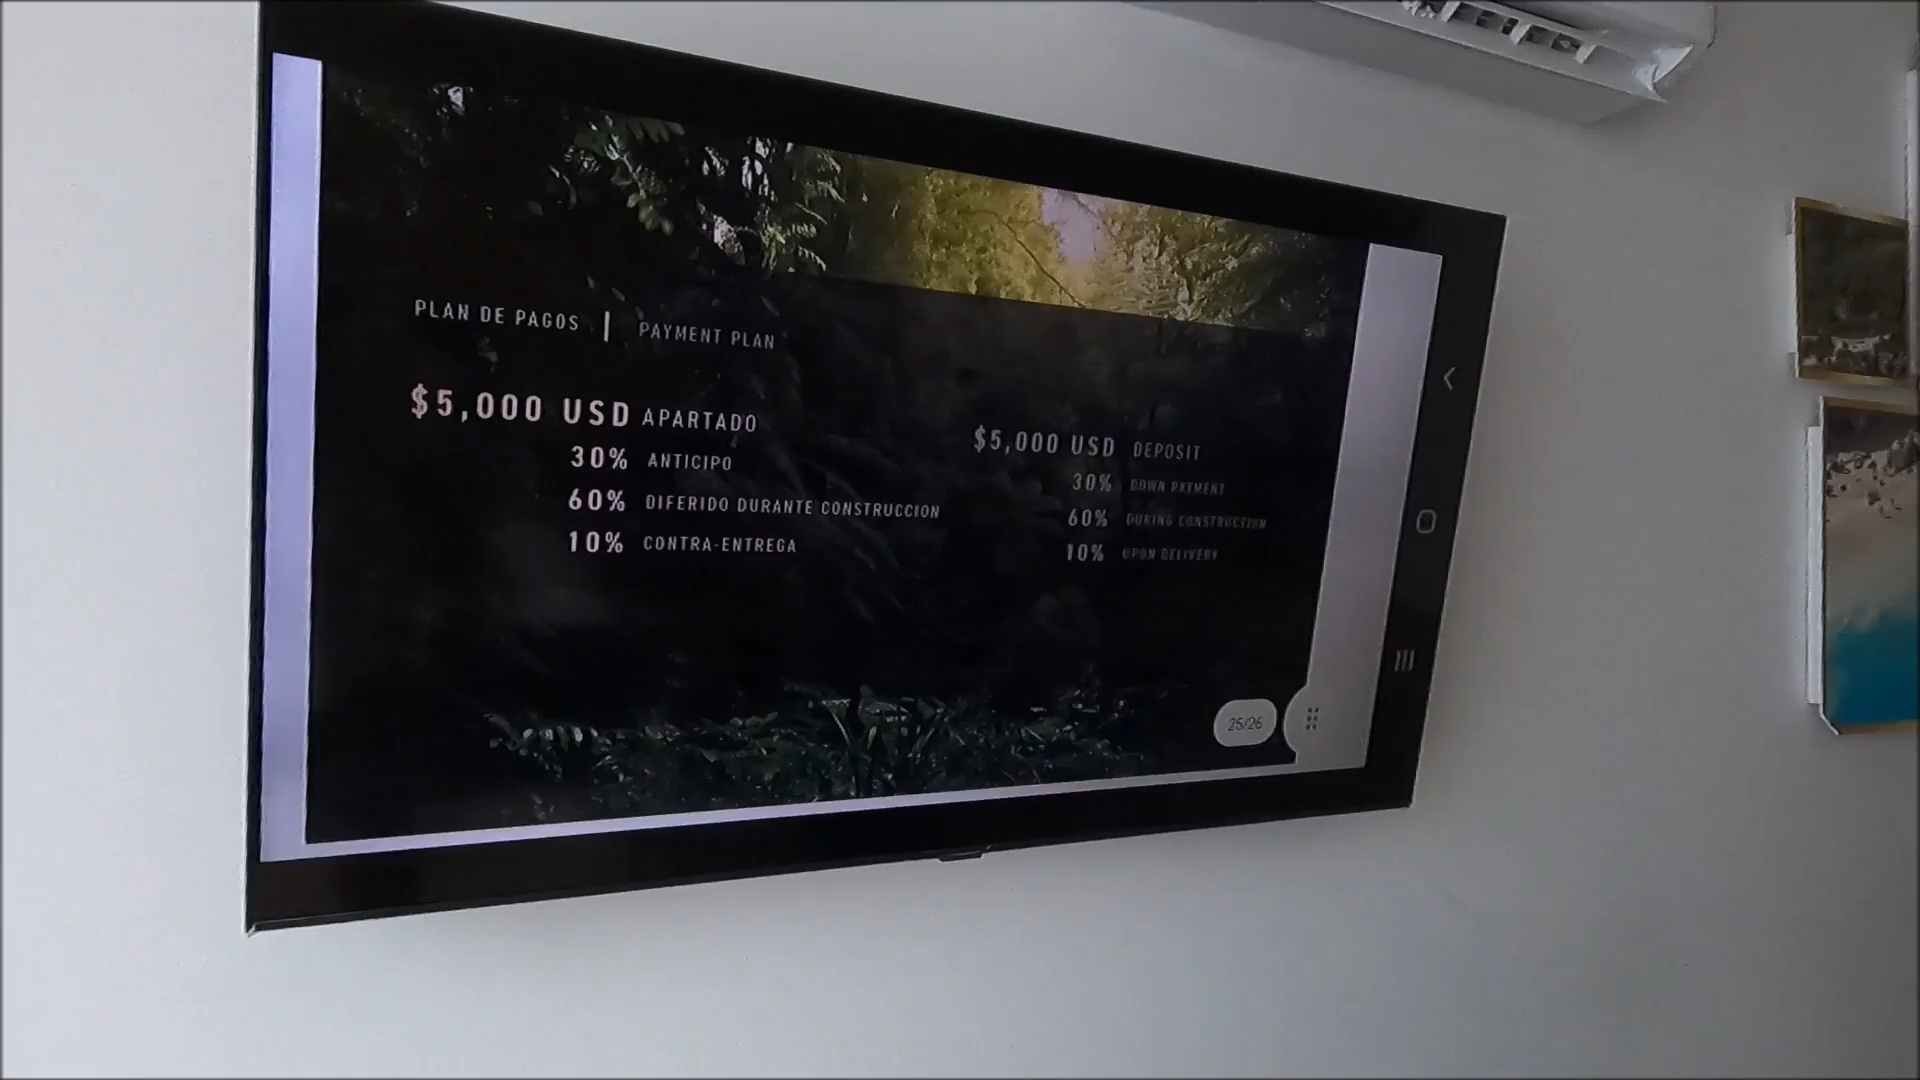 PLAN DE PAGOS | PAYMENT PLAN
$5,000 USD APARTADO
30% ANTICIPO
60% DIFERIDO DURANTE CONSTRUCCION
10% CONTRA-ENTREGA
$5,000 USD DEPOSIT
30% DOWN PAYMENT
60% DURING CONSTRUCTION
10% UPON DELIVERY
25/26